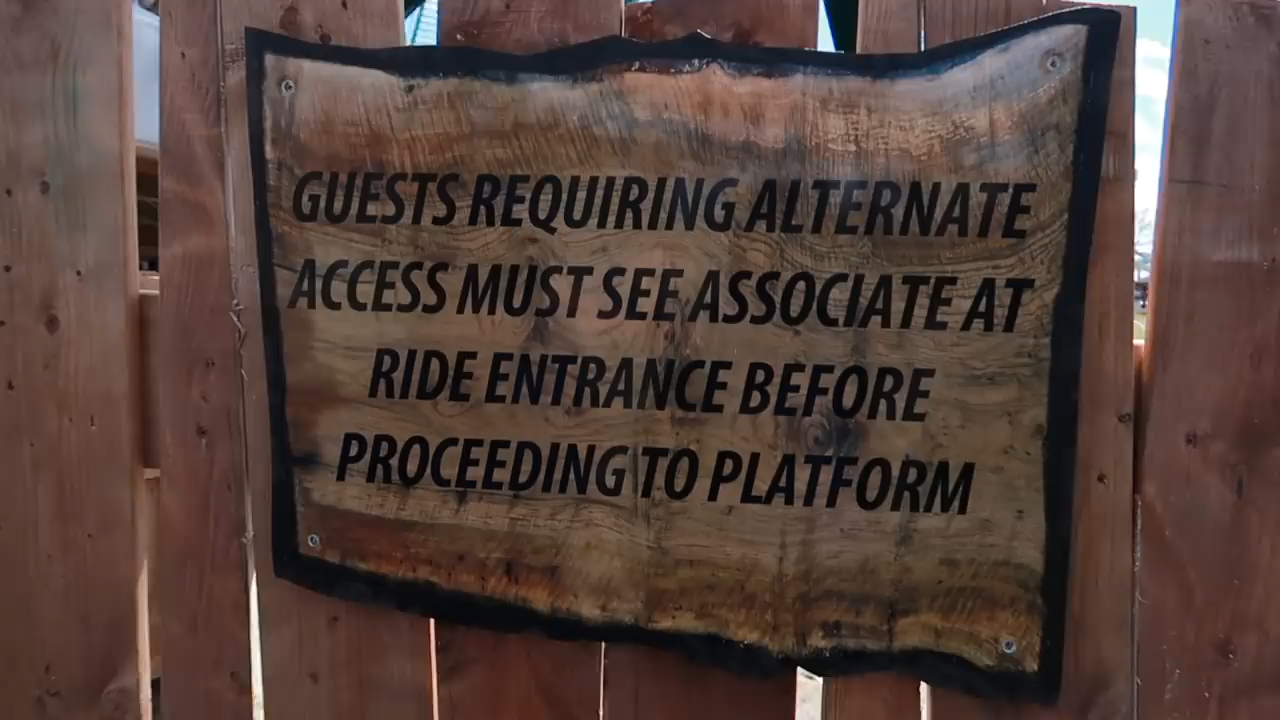 GUESTS REQUIRING ALTERNATE
ACCESS MUST SEE ASSOCIATE AT
RIDE ENTRANCE BEFORE
PROCEEDING TO PLATFORM